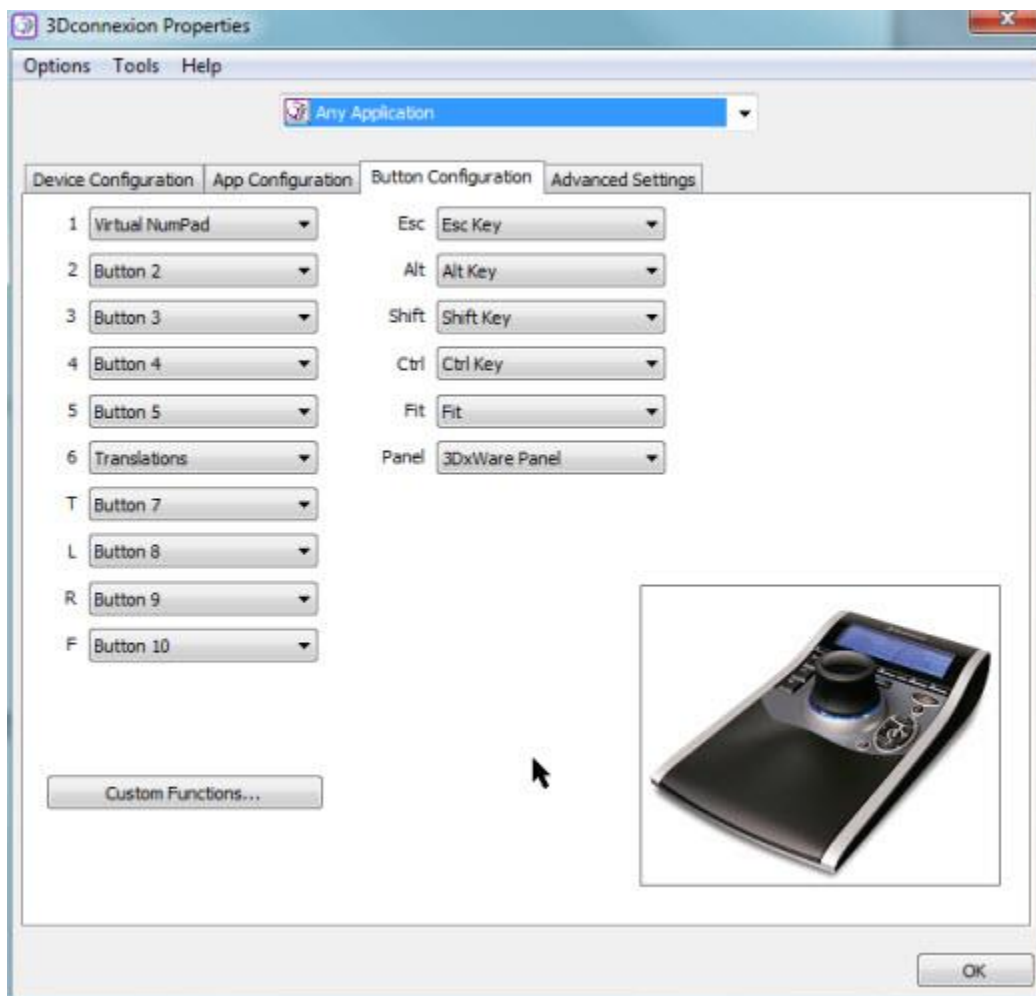 3Dconnexion Properties
Options Tools Help
Any Application
Device Configuration App Configuration Button Configuration Advanced Settings
1 Virtual NumPad Esc Esc Key
2 Button 2 Alt Alt Key
3 Button 3 Shift Shift Key
4 Button 4 Ctrl Ctrl Key
5 Button 5 Fit Fit
6 Translations Panel 3DxWare Panel
T Button 7
L Button 8
R Button 9
F Button 10
Custom Functions...
OK